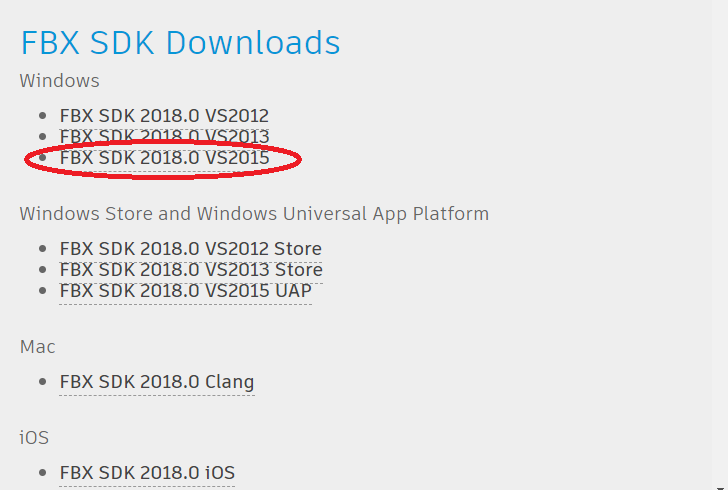 FBX SDK Downloads
Windows
FBX SDK 2018.0 VS2012
FBX SDK 2018.0 VS2013
FBX SDK 2018.0 VS2015
Windows Store and Windows Universal App Platform
FBX SDK 2018.0 VS2012 Store
FBX SDK 2018.0 VS2013 Store
FBX SDK 2018.0 VS2015 UAP
Mac
FBX SDK 2018.0 Clang
iOS
FBX SDK 2018.0 iOS